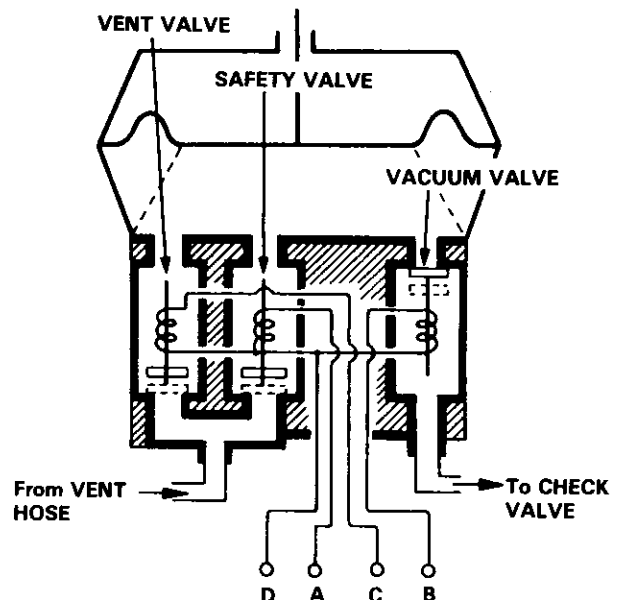 VENT VALVE
SAFETY VALVE
VACUUM VALVE
From VENT
HOSE
To CHECK
VALVE
D A C B